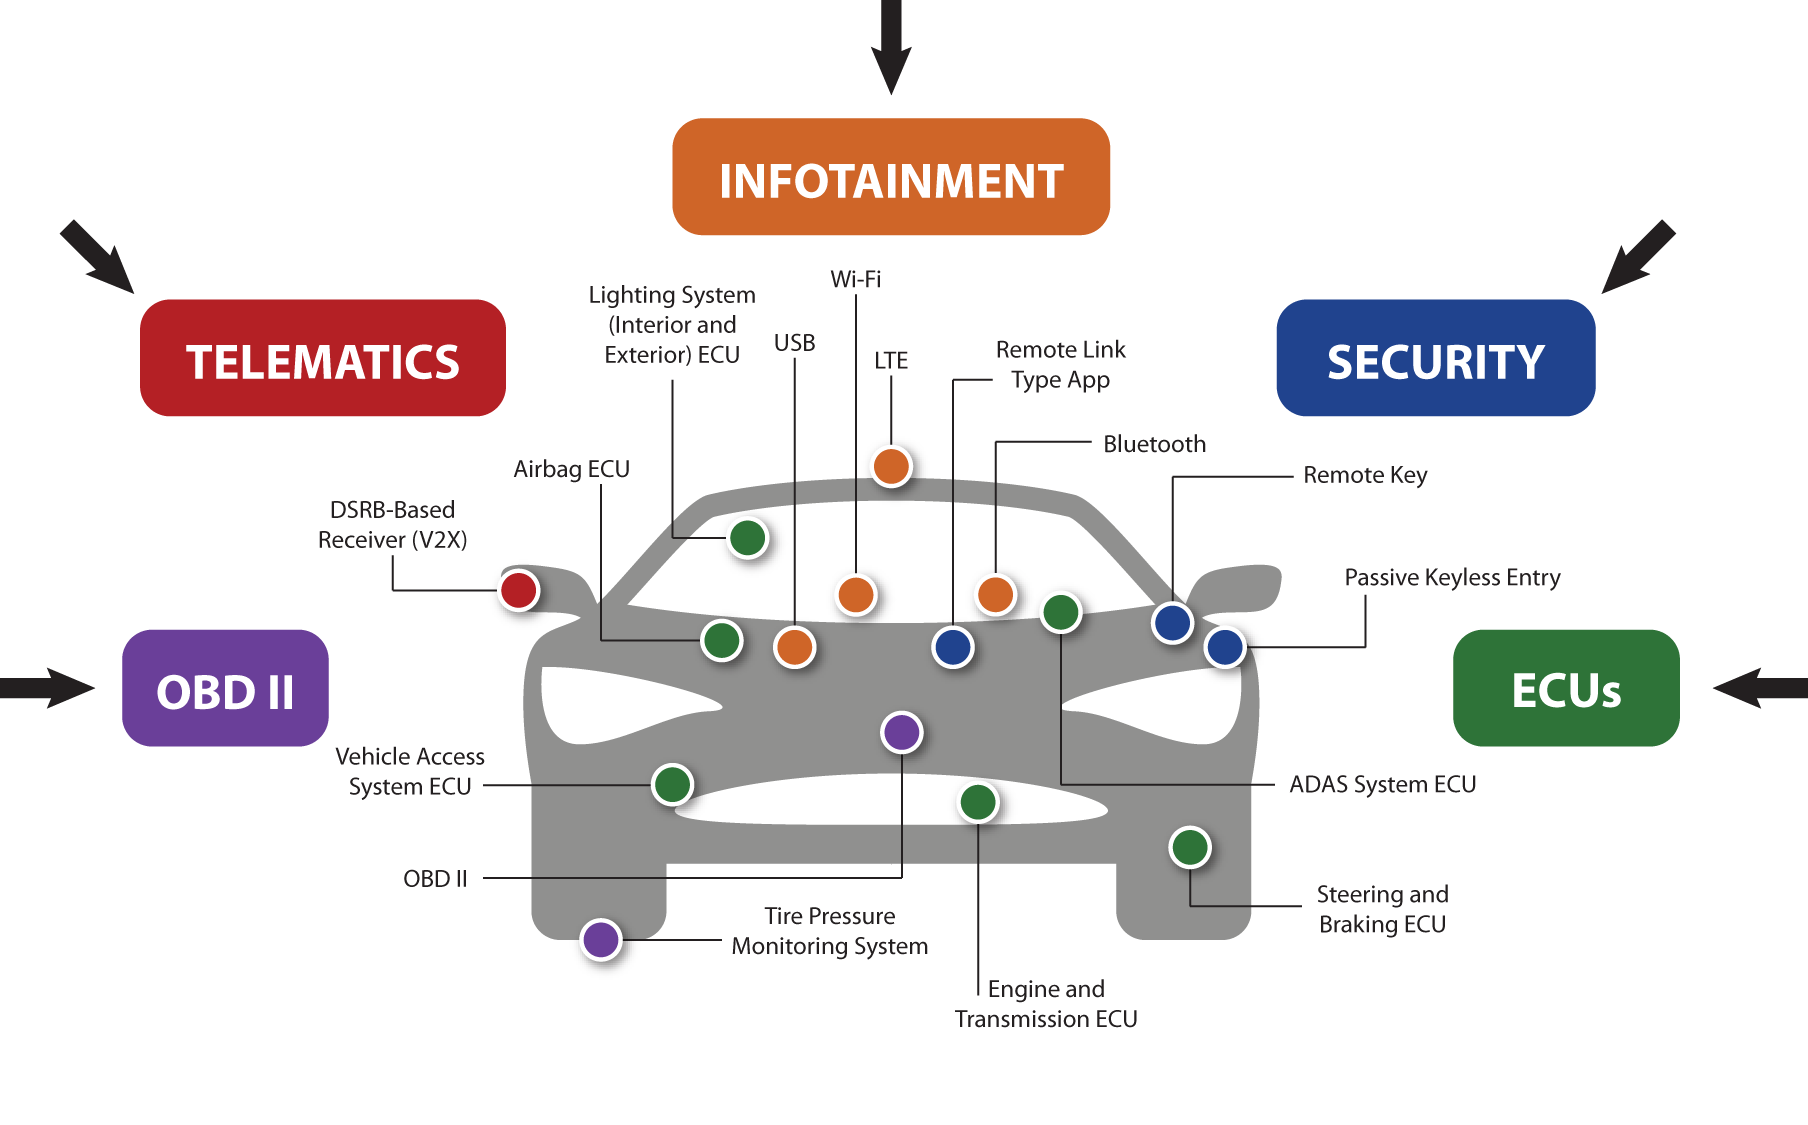 INFOTAINMENT
TELEMATICS
SECURITY
OBD II
ECUs
Wi-Fi
Lighting System
(Interior and
Exterior) ECU
USB
LTE
Remote Link
Type App
Bluetooth
Airbag ECU
Remote Key
DSRB-Based
Receiver (V2X)
Passive Keyless Entry
Vehicle Access
System ECU
ADAS System ECU
OBD II
Steering and
Braking ECU
Tire Pressure
Monitoring System
Engine and
Transmission ECU